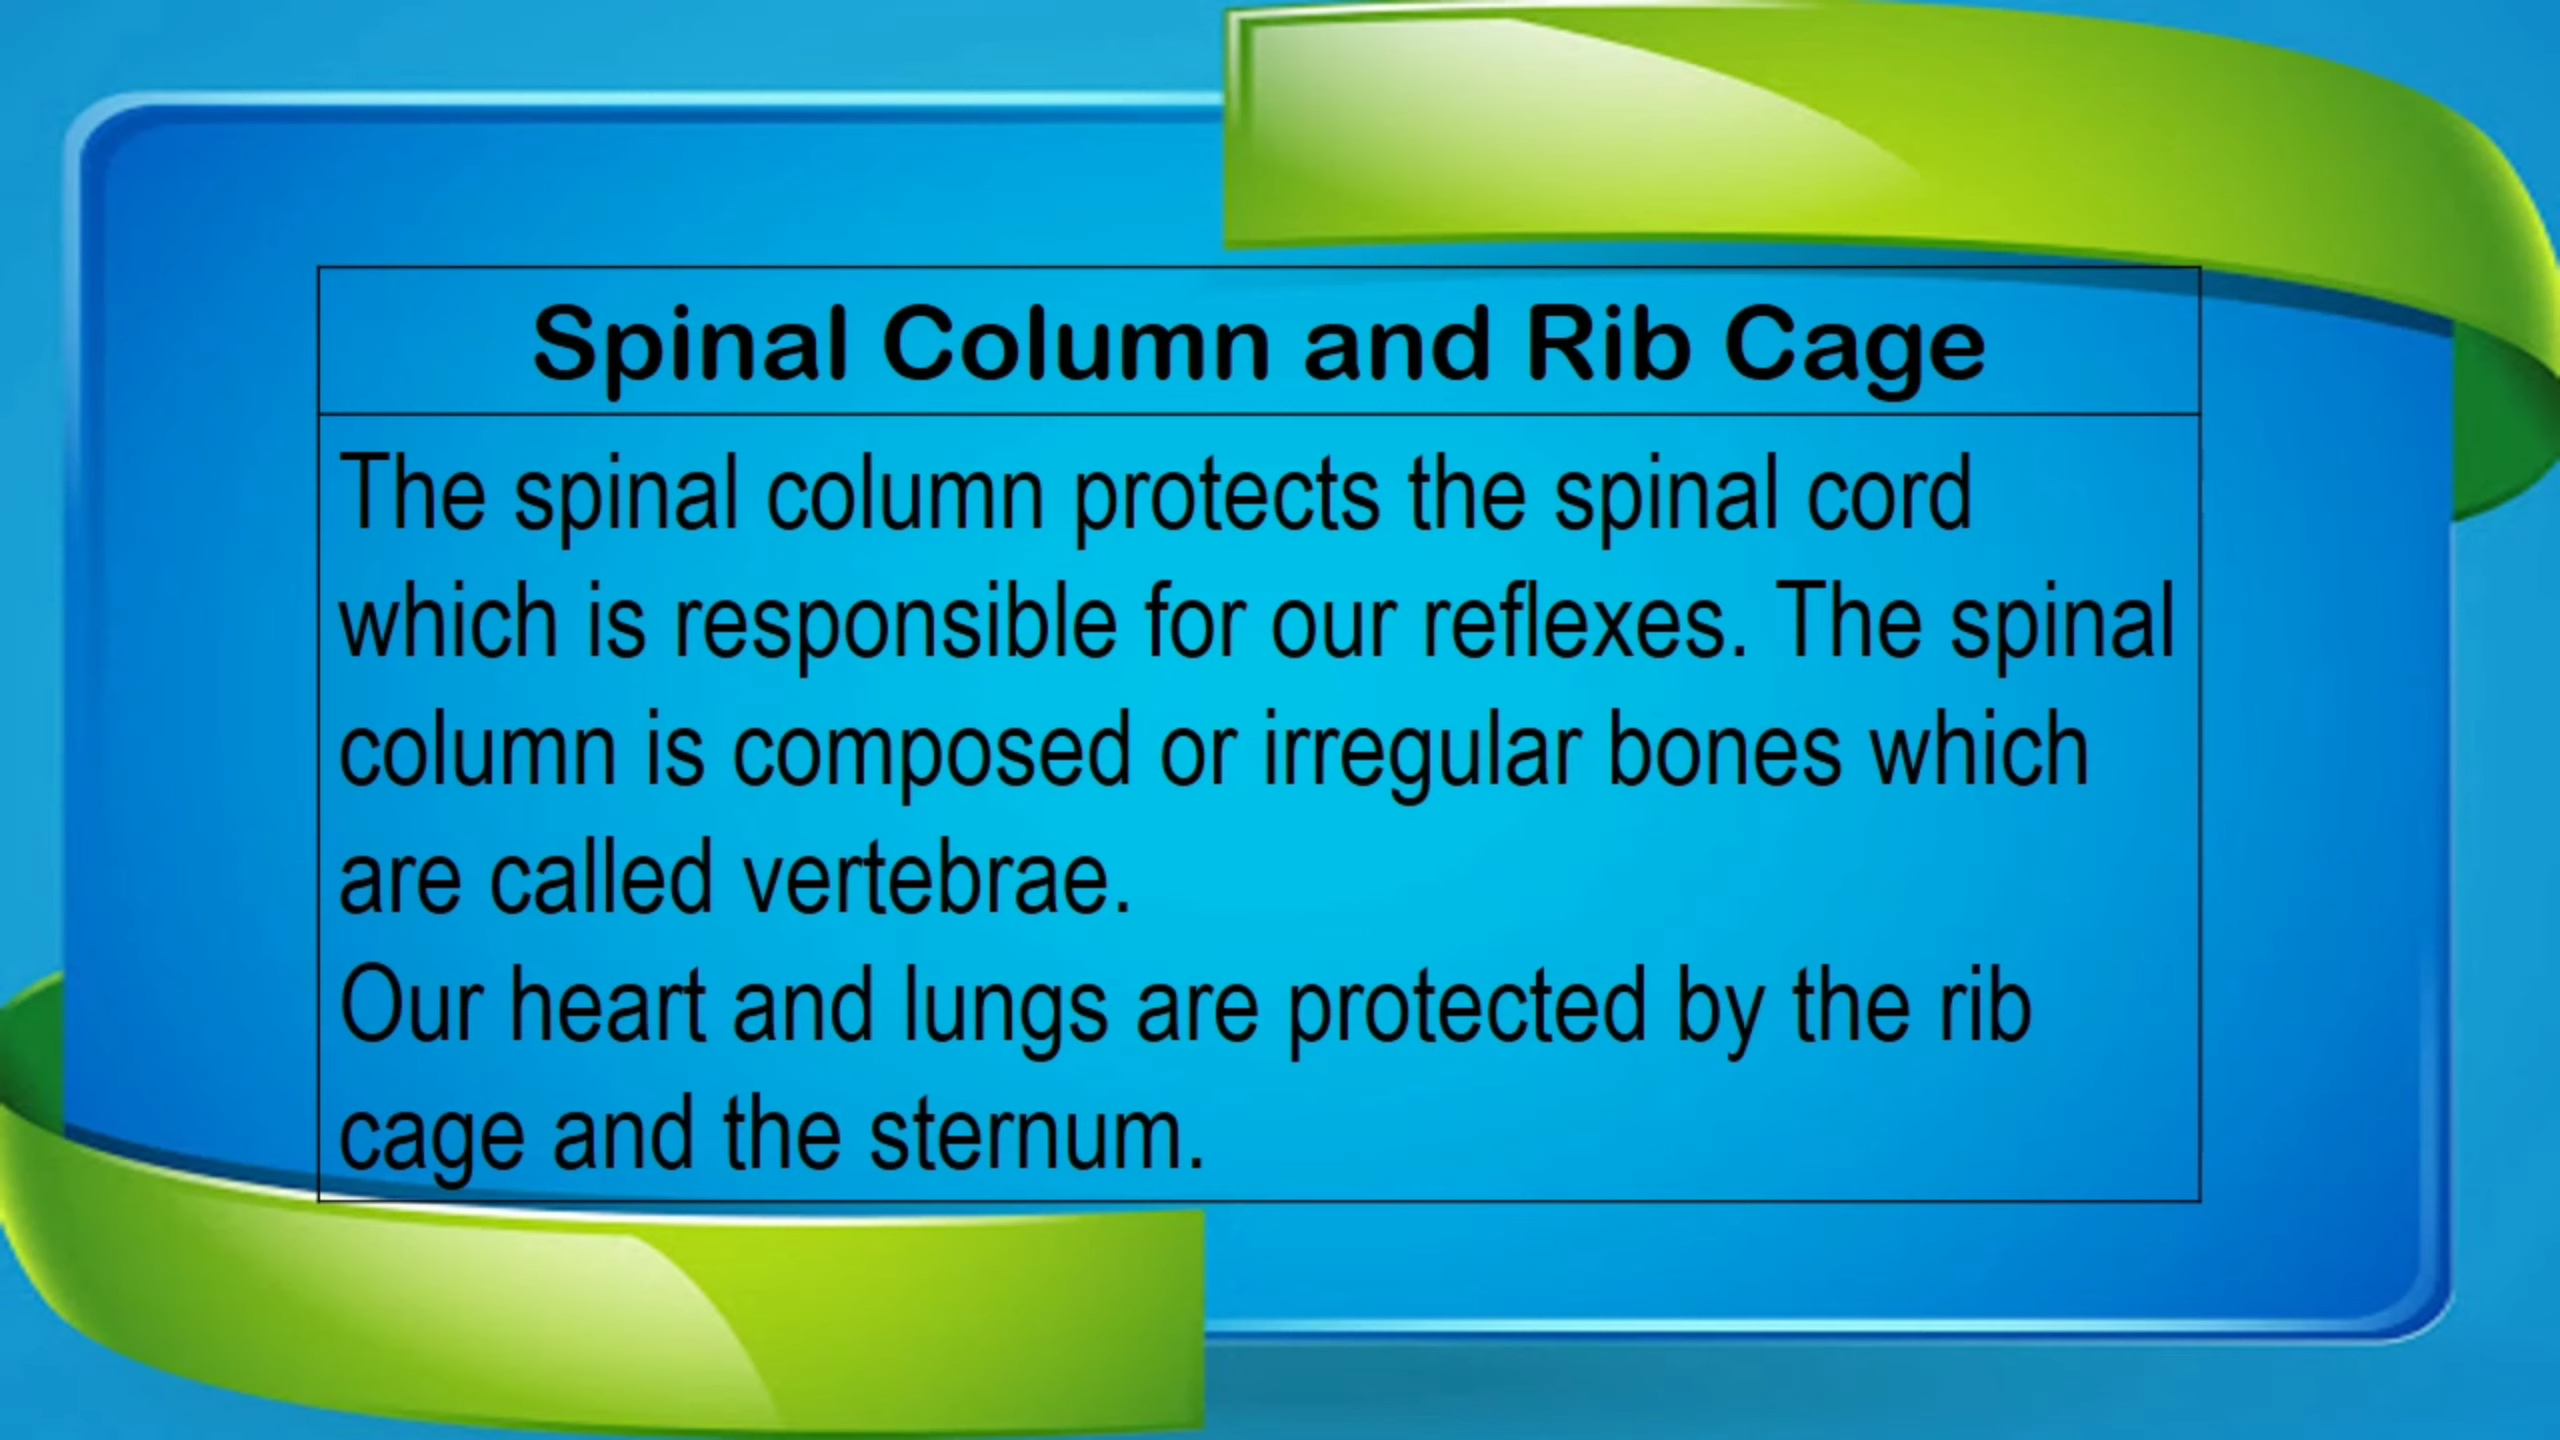 Spinal Column and Rib Cage
The spinal column protects the spinal cord
which is responsible for our reflexes. The spinal
column is composed or irregular bones which
are called vertebrae.
Our heart and lungs are protected by the rib
cage and the sternum.